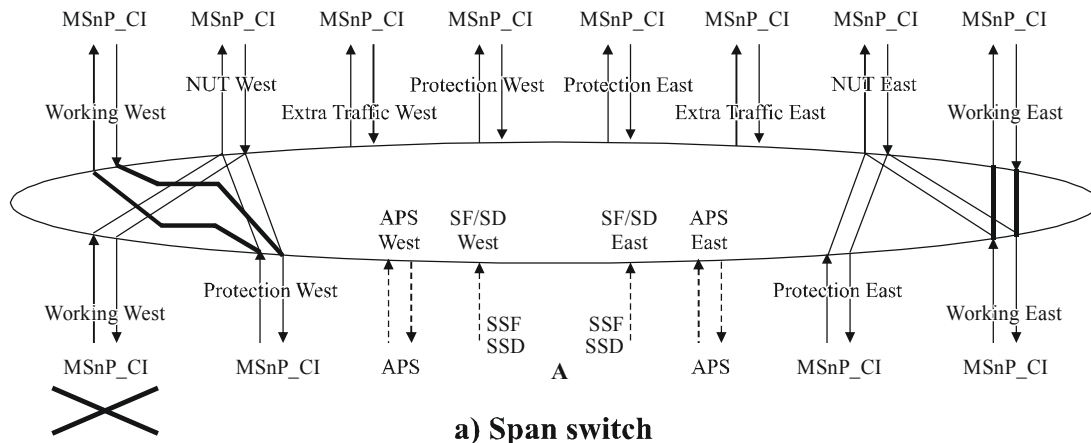 MSnP_CI MSnP_CI MSnP_CI MSnP_CI MSnP_CI MSnP_CI MSnP_CI MSnP_CI
NUT West Protection West Protection East NUT East
Working West Extra Traffic West Extra Traffic East Working East
APS SF/SD SF/SD APS
West West East East
Protection West Protection East
Working West SSF SSF Working East
SSD SSD
MSnP_CI MSnP_CI APS A APS MSnP_CI MSnP_CI
a) Span switch